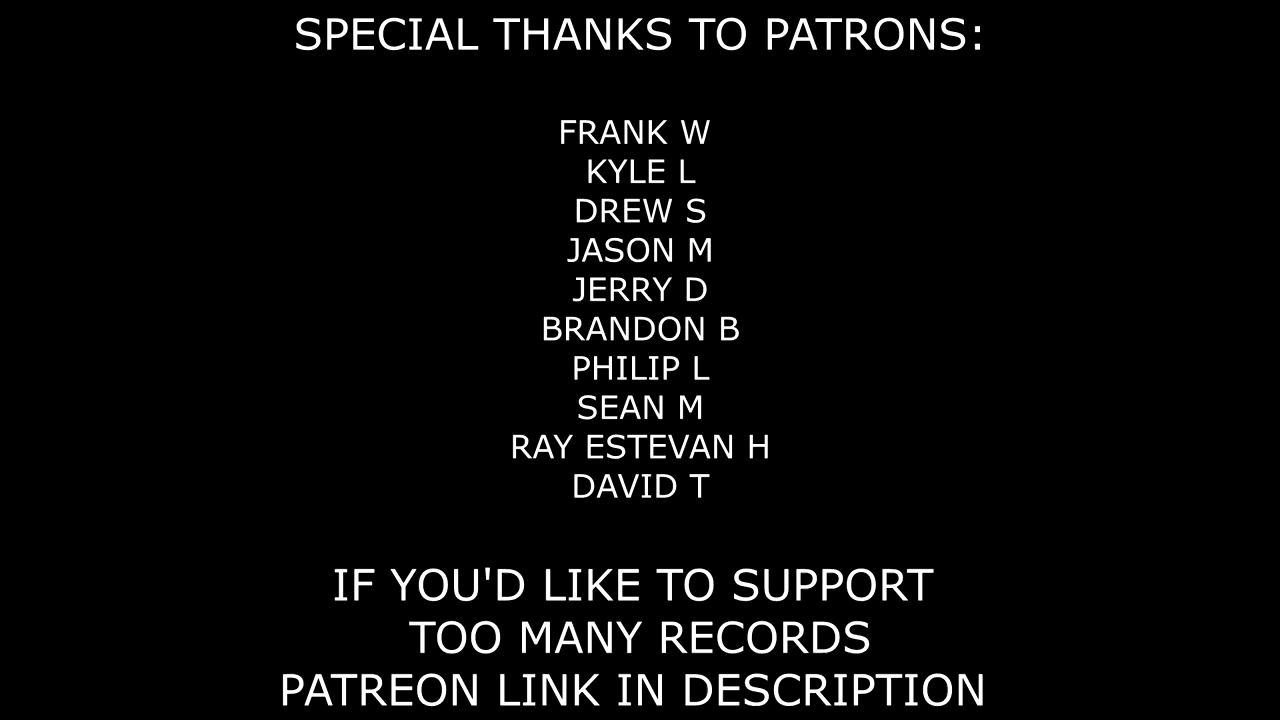 SPECIAL THANKS TO PATRONS:
FRANK W
KYLE L
DREW S
JASON M
JERRY D
BRANDON B
PHILIP L
SEAN M
RAY ESTEVAN H
DAVID T
IF YOU'D LIKE TO SUPPORT
TOO MANY RECORDS
PATREON LINK IN DESCRIPTION